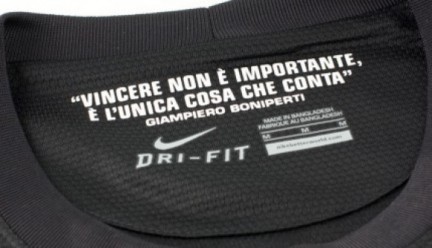 "VINCERE NON È IMPORTANTE,
È L'UNICA COSA CHE CONTA"
GIAMPIERO BONIPERTI
DRI-FIT
MADE IN BANGLADESH
FABRIQUÉ AU BANGLADESH
M M M